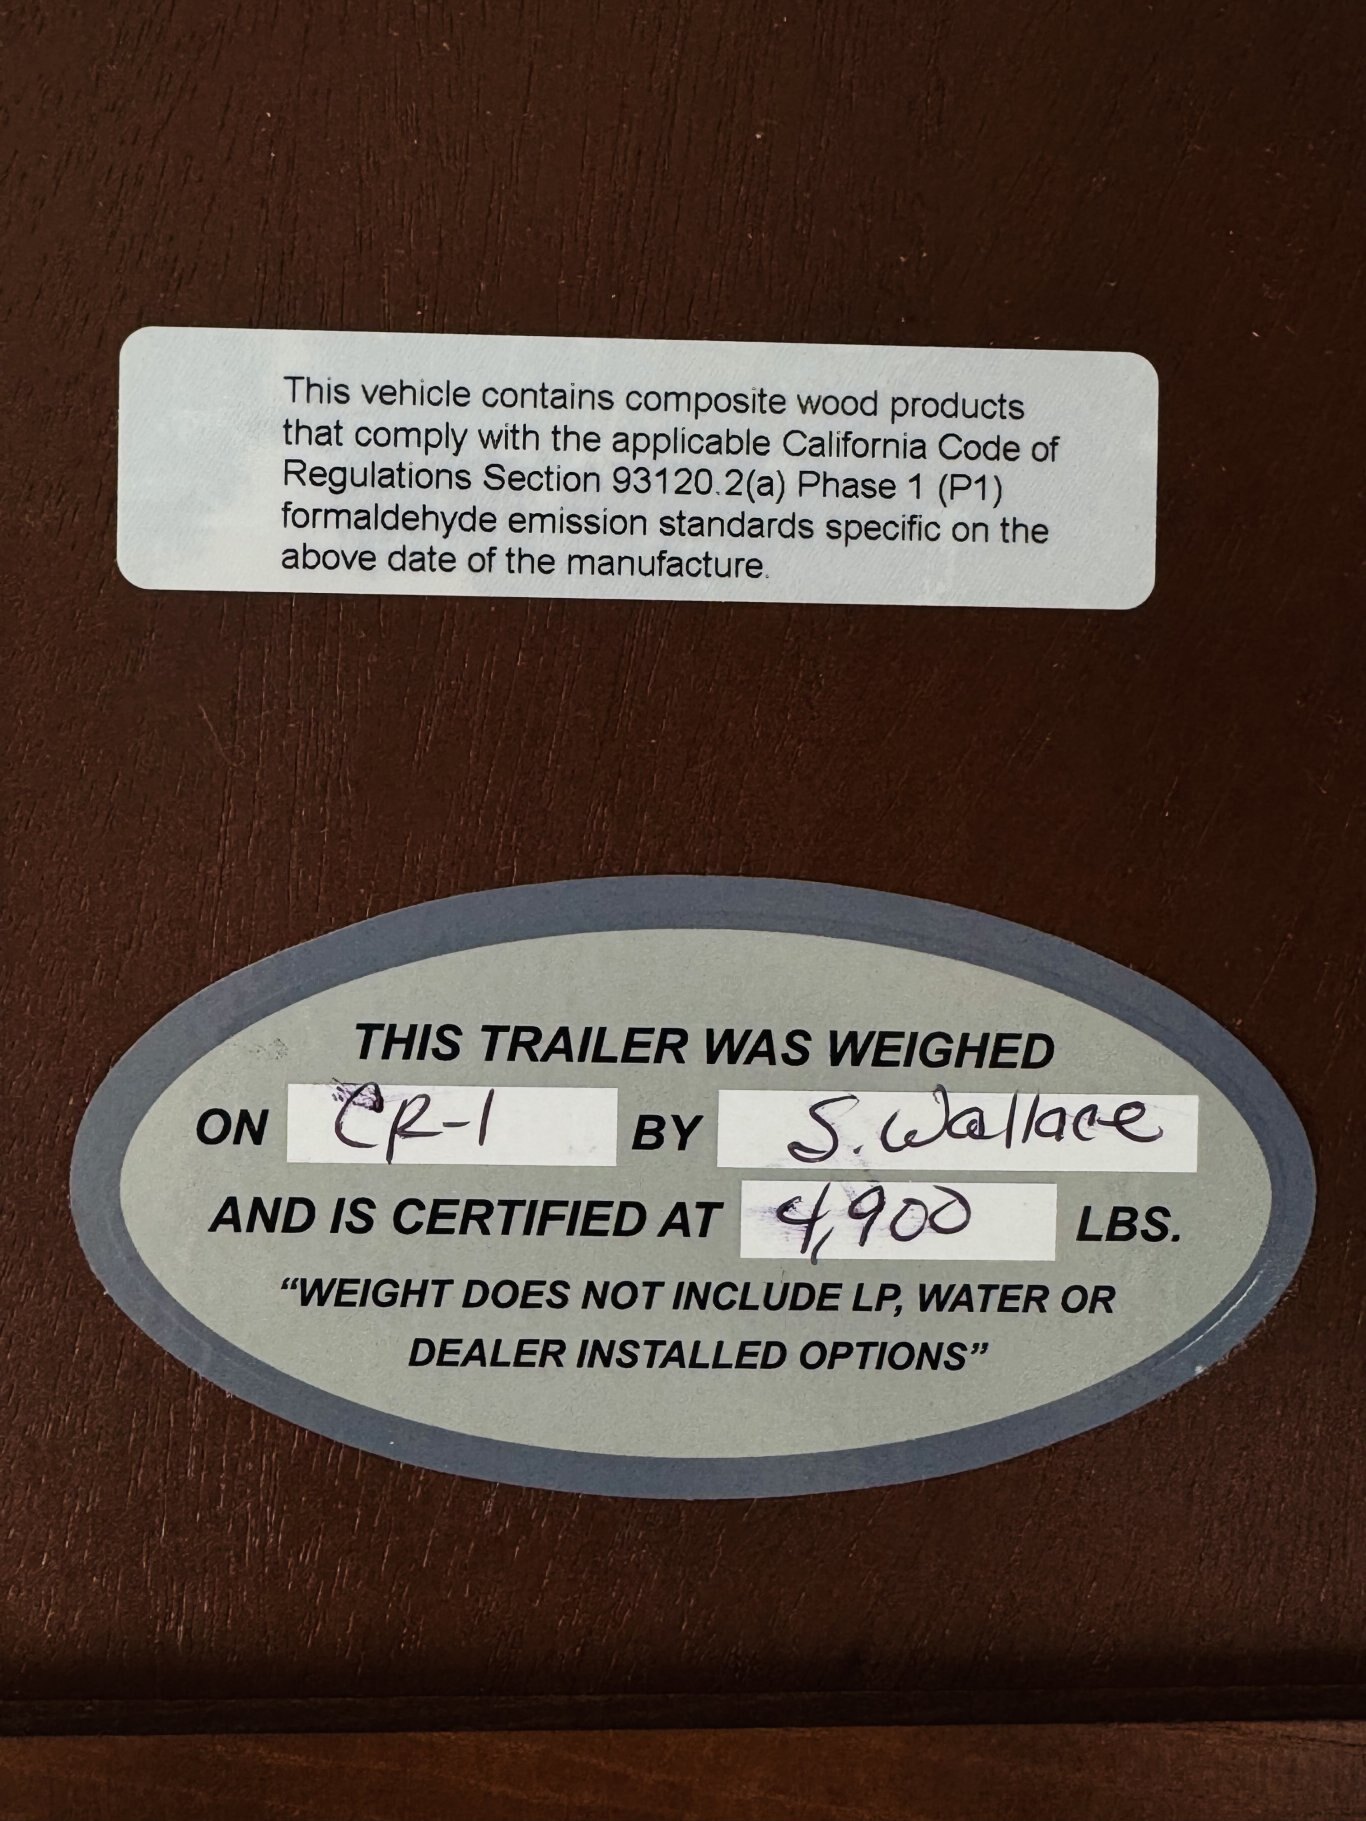 This vehicle contains composite wood products
that comply with the applicable California Code of
Regulations Section 93120.2(a) Phase 1 (P1)
formaldehyde emission standards specific on the
above date of the manufacture.
THIS TRAILER WAS WEIGHED
ON CR-1 BY S. Wallace
AND IS CERTIFIED AT 4,900 LBS.
“WEIGHT DOES NOT INCLUDE LP, WATER OR
DEALER INSTALLED OPTIONS”